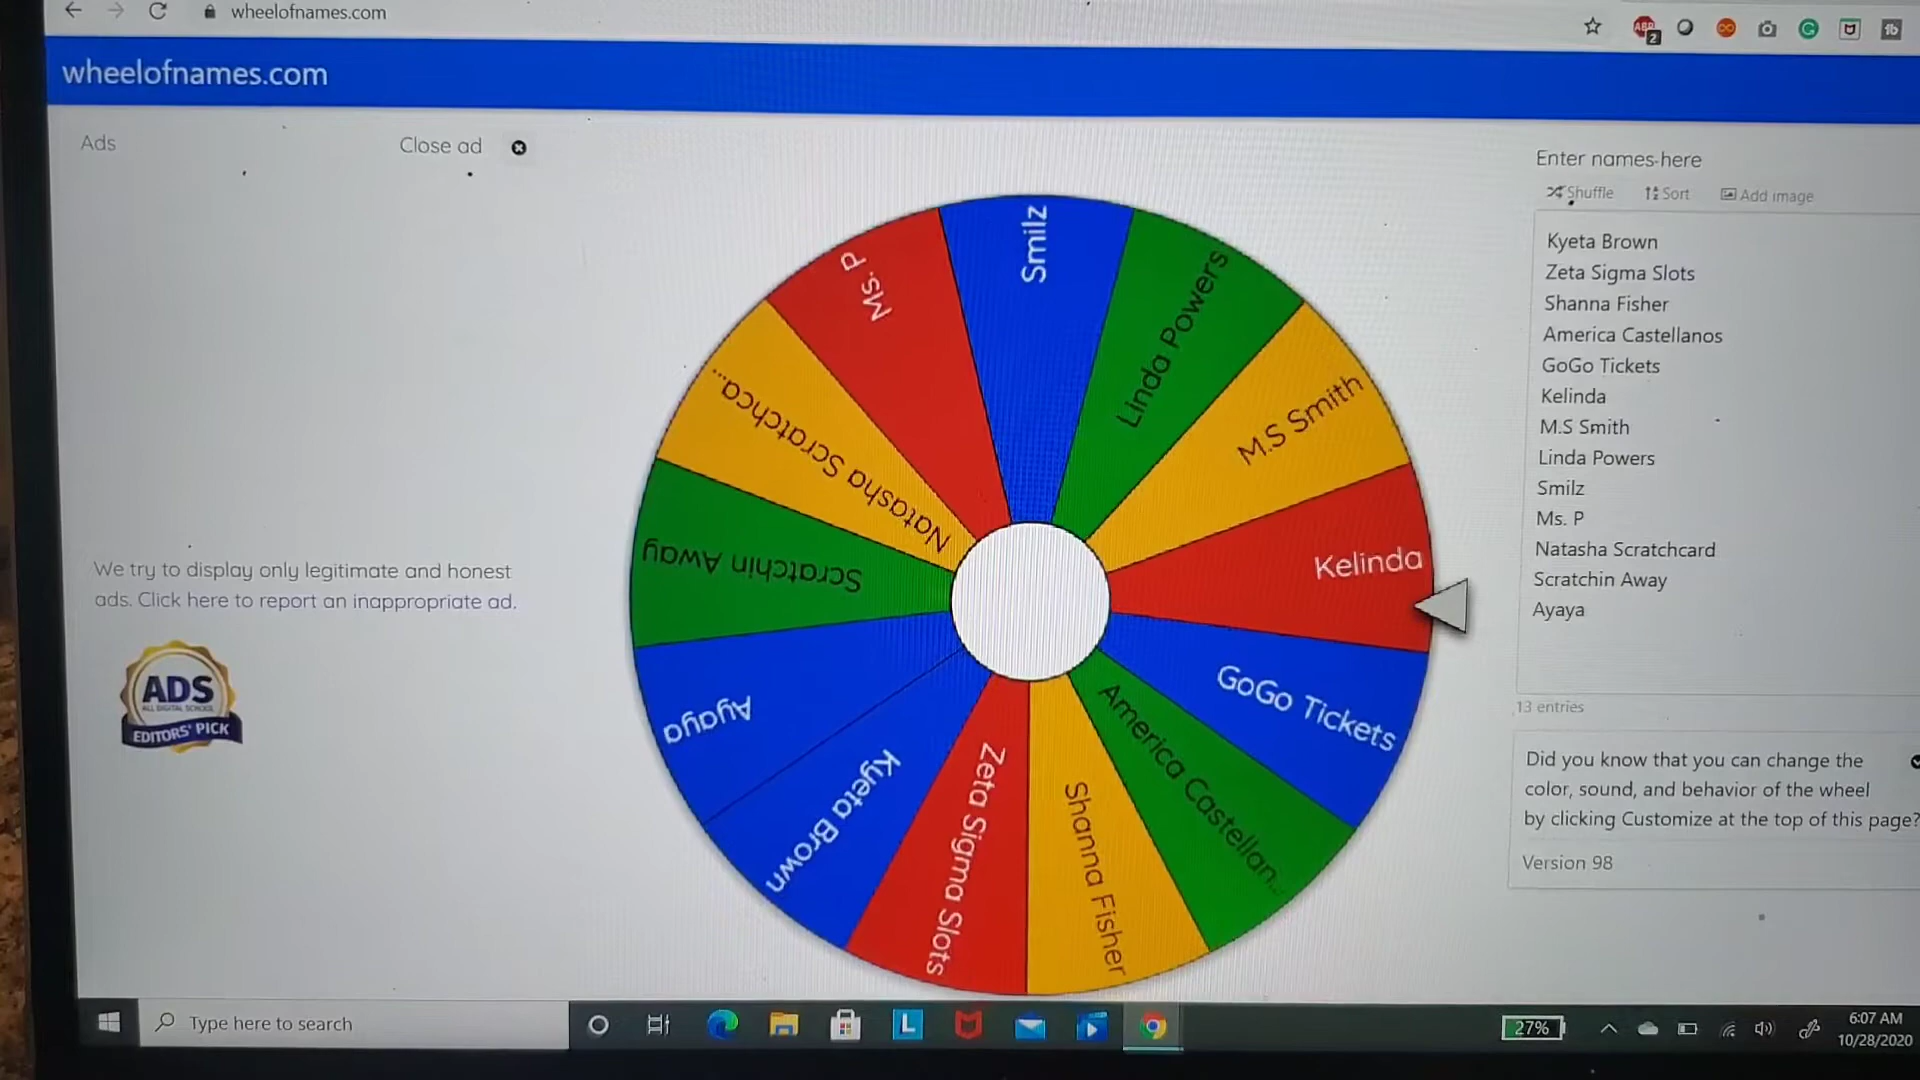 wheelofnames.com
ABP
2
wheelofnames.com
Ads
Close ad
Enter names here
Shuffle
Sort
Add image
Smilz
Linda Powers
M.S Smith
Kelinda
GoGo Tickets
America Castellan...
Shanna Fisher
Zeta Sigma Slots
Kyeta Brown
Ayaya
Scratchin Away
Natasha Scratchca...
Ms. P
Kyeta Brown
Zeta Sigma Slots
Shanna Fisher
America Castellanos
GoGo Tickets
Kelinda
M.S Smith
Linda Powers
Smilz
Ms. P
Natasha Scratchcard
Scratchin Away
Ayaya
13 entries
We try to display only legitimate and honest
ads. Click here to report an inappropriate ad.
ADS
ALL DIGITAL SCHOOL
EDITORS' PICK
Did you know that you can change the
color, sound, and behavior of the wheel
by clicking Customize at the top of this page?
Version 98
Type here to search
L
27%
6:07 AM
10/28/2020